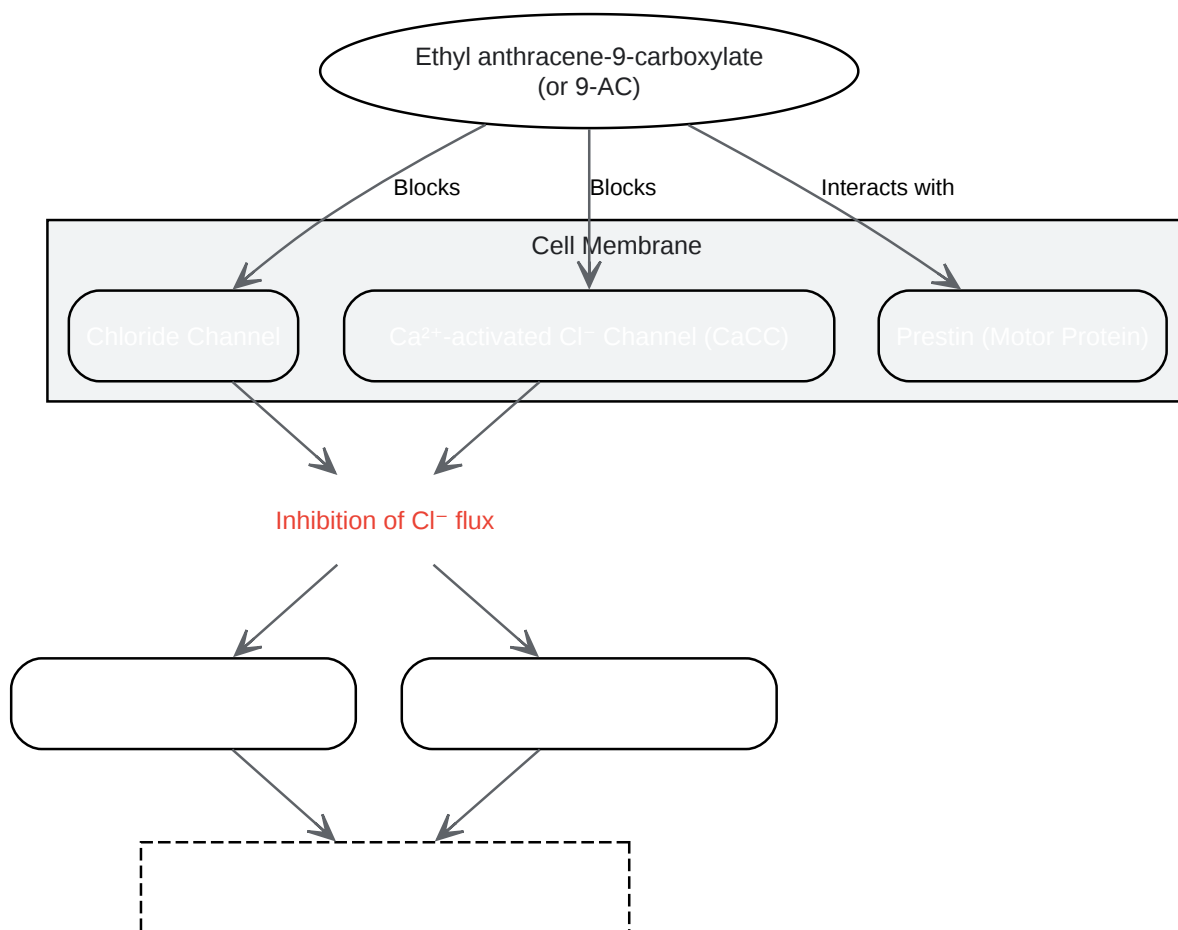 Ethyl anthracene-9-carboxylate
(or 9-AC)
Blocks
Blocks
Interacts with
Cell Membrane
Chloride Channel
Ca²⁺-activated Cl⁻ Channel (CaCC)
Prestin (Motor Protein)
Inhibition of Cl⁻ flux